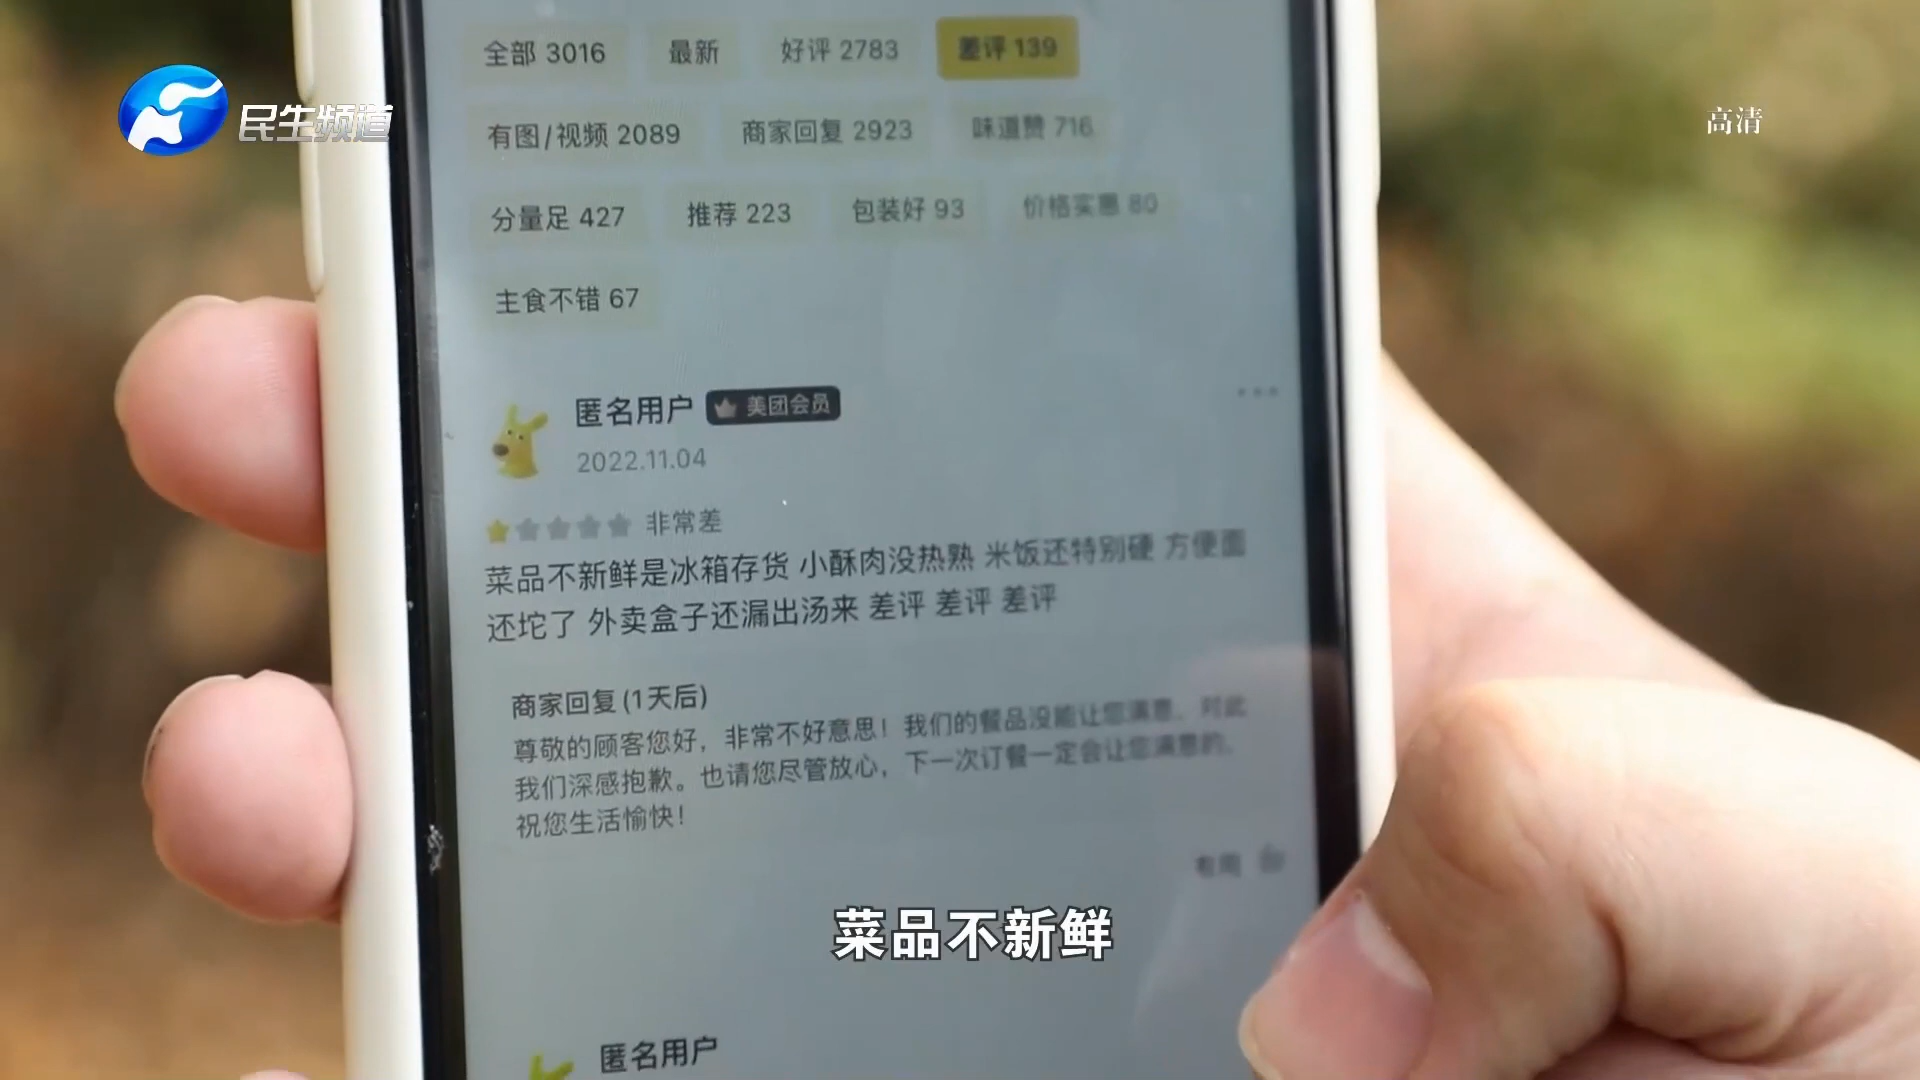 全部 3016
最新
好评 2783
差评 139
民生频道
高清
有图/视频 2089
商家回复 2923
味道赞 716
分量足 427
推荐 223
包装好 93
价格实惠 80
主食不错 67
匿名用户
美团会员
2022.11.04
非常差
菜品不新鲜是冰箱存货 小酥肉没热熟 米饭还特别硬 方便面
还坨了 外卖盒子还漏出汤来 差评 差评 差评
商家回复 (1天后)
尊敬的顾客您好，非常不好意思！我们的餐品没能让您满意，对此
我们深感抱歉。也请您尽管放心，下一次订餐一定会让您满意的。
祝您生活愉快！
有用
菜品不新鲜
匿名用户